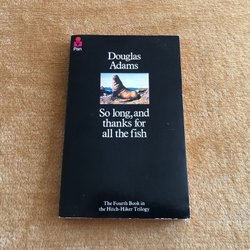 Pan
Douglas
Adams
So long, and
thanks for
all the fish
The Fourth Book in
the Hitch-Hiker Trilogy